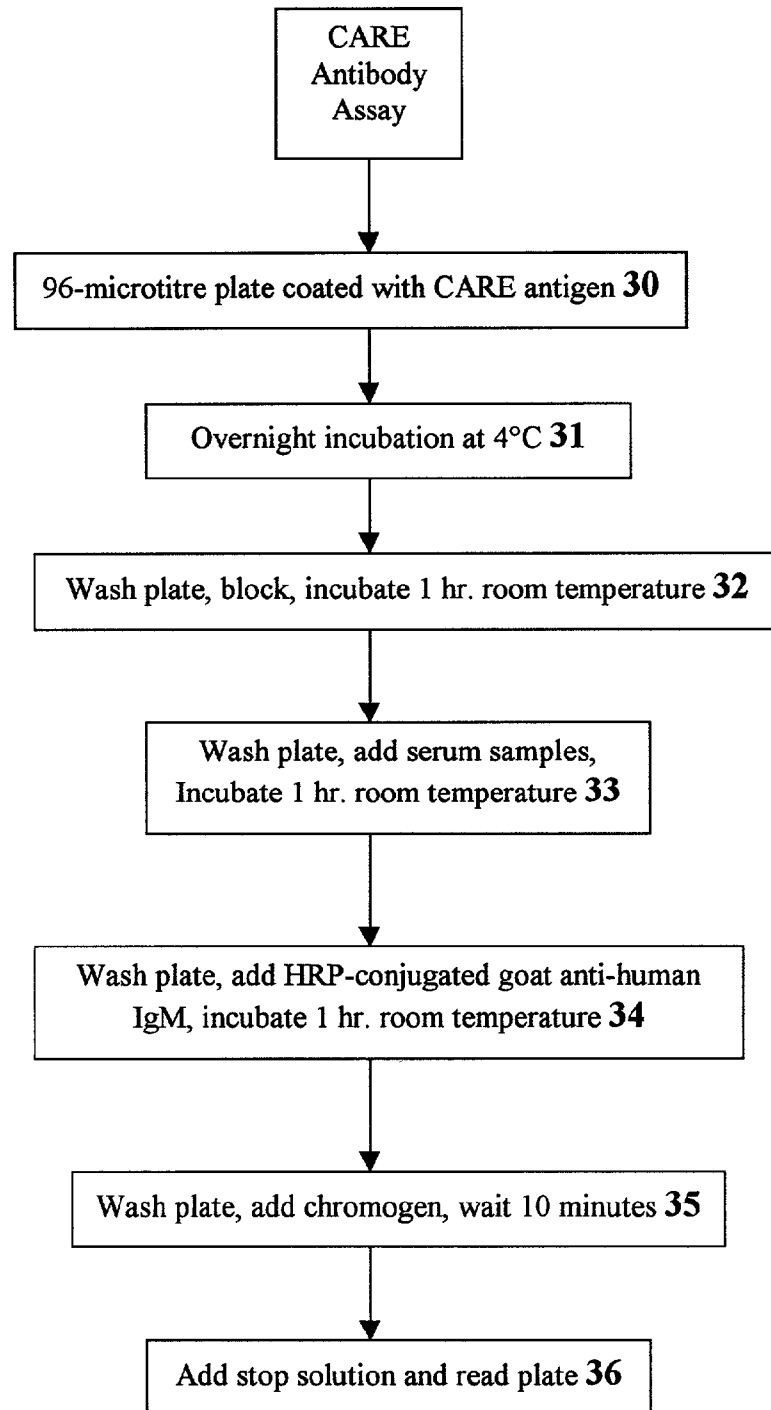 CARE
Antibody
Assay
96-microtitre plate coated with CARE antigen 30
Overnight incubation at 4°C 31
Wash plate, block, incubate 1 hr. room temperature 32
Wash plate, add serum samples,
Incubate 1 hr. room temperature 33
Wash plate, add HRP-conjugated goat anti-human
IgM, incubate 1 hr. room temperature 34
Wash plate, add chromogen, wait 10 minutes 35
Add stop solution and read plate 36